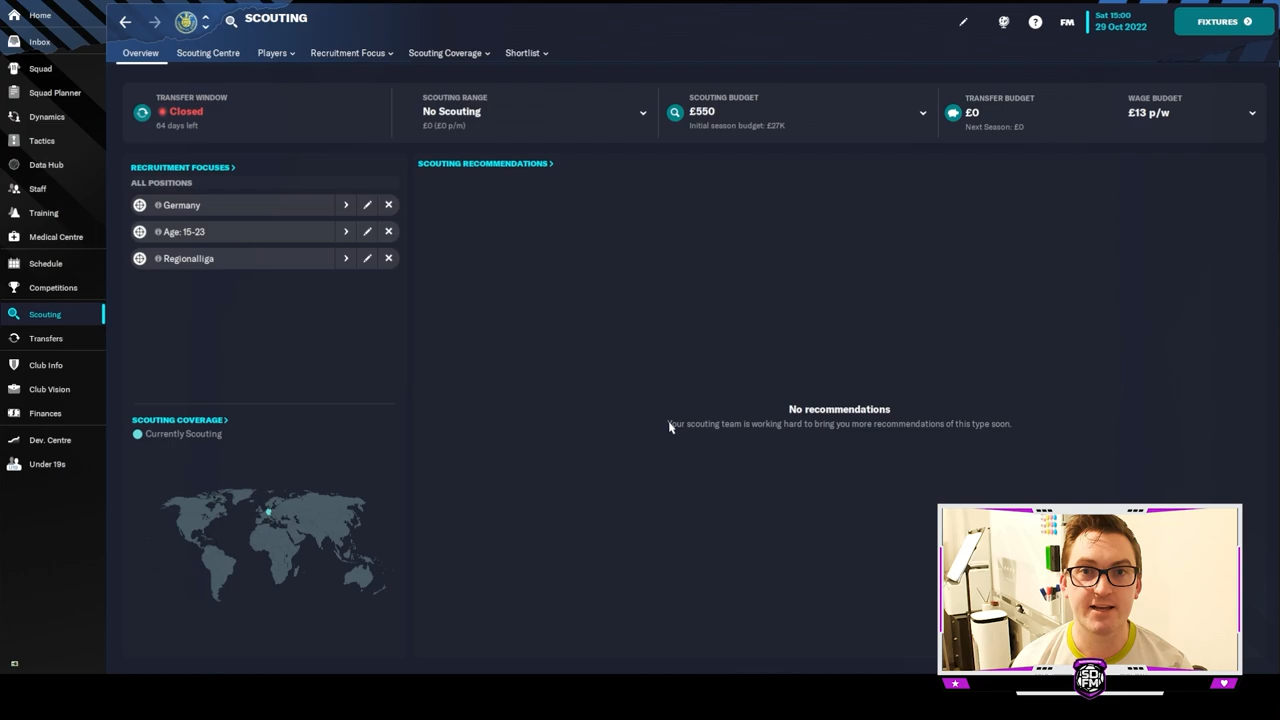 Home
Inbox
Squad
Squad Planner
Dynamics
Tactics
Data Hub
Staff
Training
Medical Centre
Schedule
Competitions
Scouting
Transfers
Club Info
Club Vision
Finances
Dev. Centre
Under 19s
SCOUTING
FM
Sat 15:00
29 Oct 2022
FIXTURES
Overview
Scouting Centre
Players
Recruitment Focus
Scouting Coverage
Shortlist
TRANSFER WINDOW
Closed
64 days left
SCOUTING RANGE
No Scouting
£0 (£0 p/m)
SCOUTING BUDGET
£550
Initial season budget: £27K
TRANSFER BUDGET
£0
Next Season: £0
WAGE BUDGET
£13 p/w
RECRUITMENT FOCUSES >
ALL POSITIONS
Germany
Age: 15-23
Regionalliga
SCOUTING COVERAGE >
Currently Scouting
SCOUTING RECOMMENDATIONS >
No recommendations
Your scouting team is working hard to bring you more recommendations of this type soon.
SD
FM